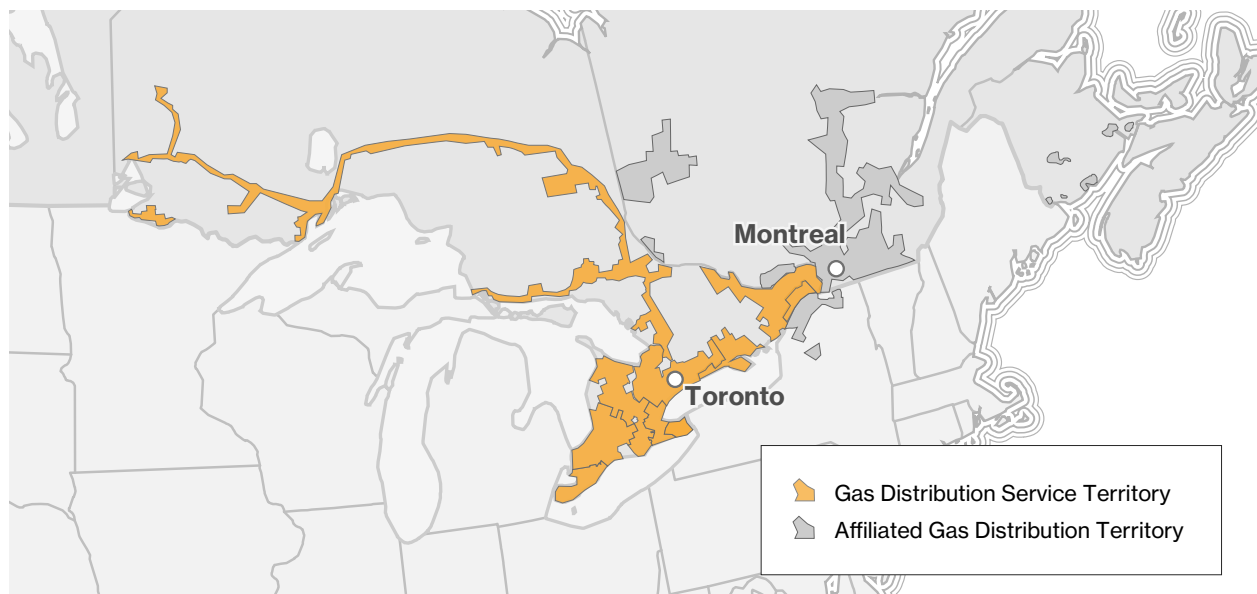 Montreal
Toronto
Gas Distribution Service Territory
Affiliated Gas Distribution Territory